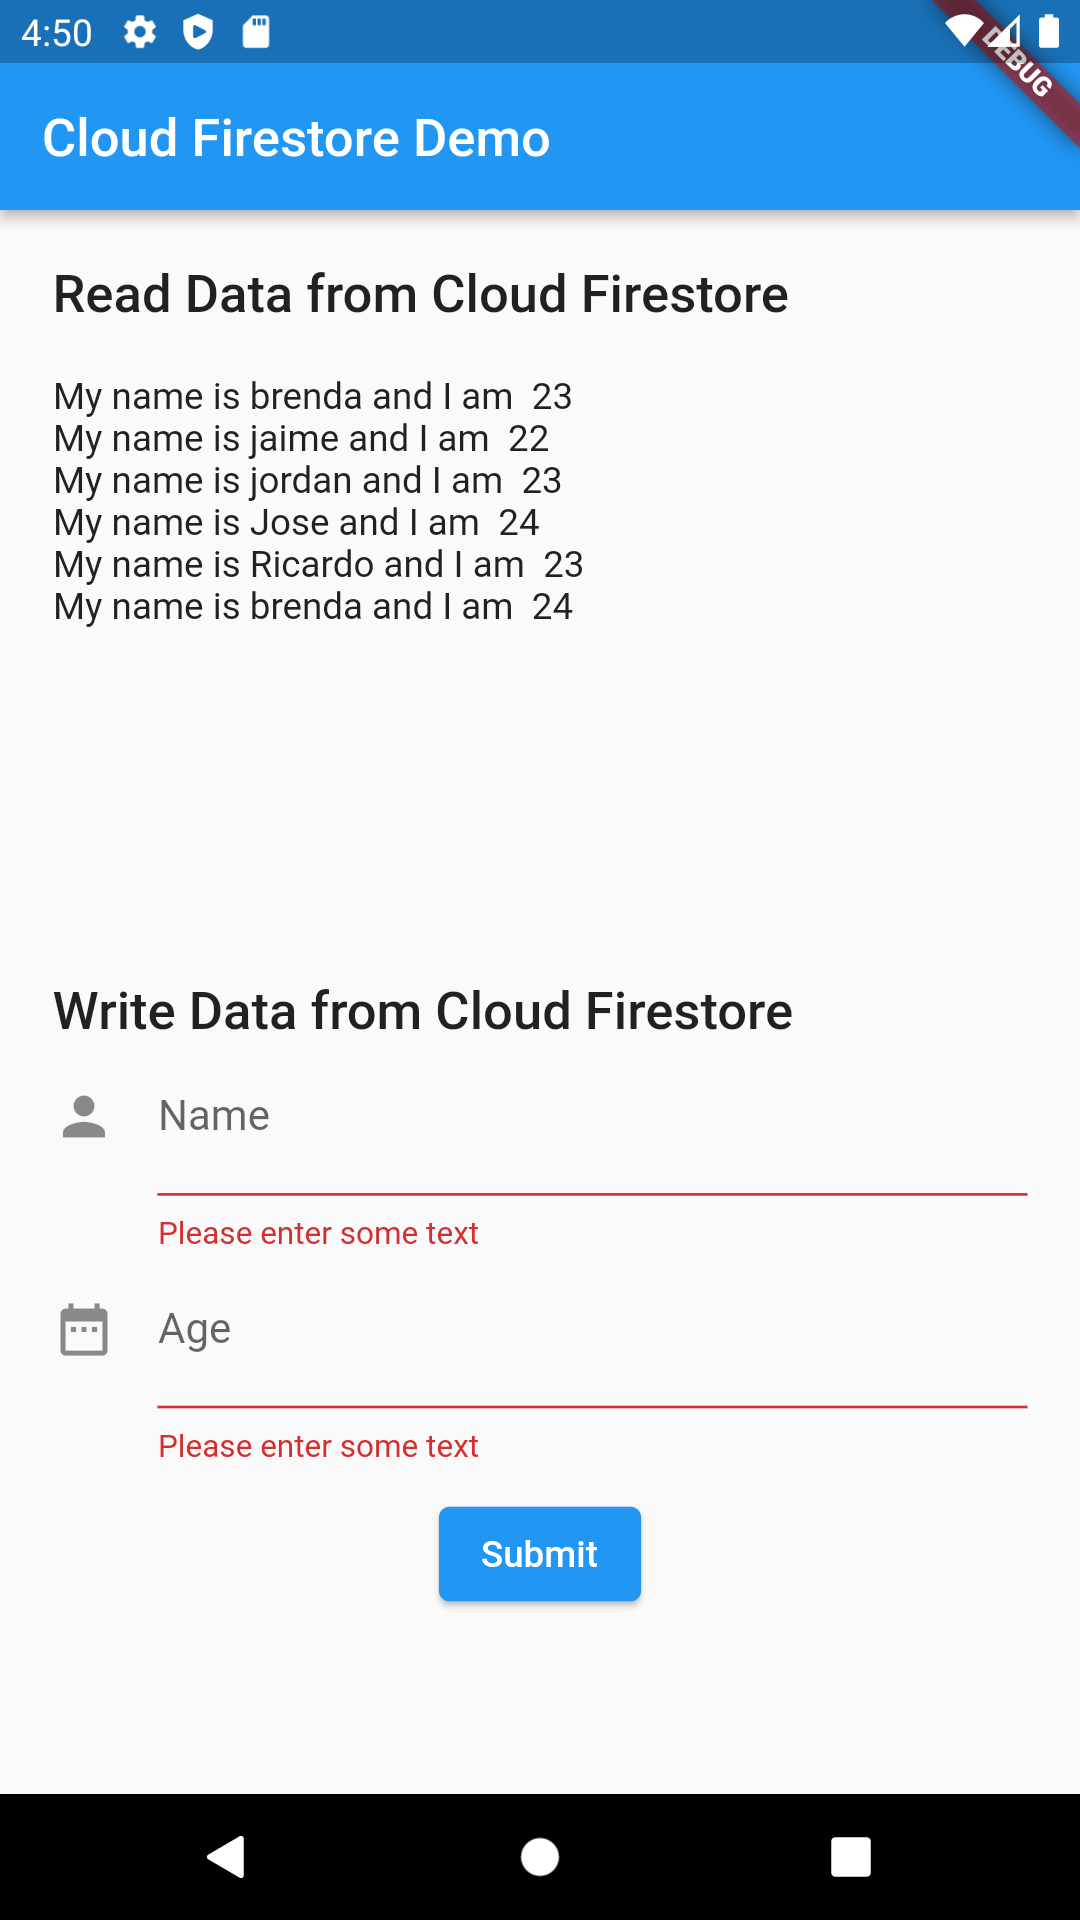 4:50
DEBUG
Cloud Firestore Demo
Read Data from Cloud Firestore
My name is brenda and I am  23
My name is jaime and I am  22
My name is jordan and I am  23
My name is Jose and I am  24
My name is Ricardo and I am  23
My name is brenda and I am  24
Write Data from Cloud Firestore
Name
Please enter some text
Age
Please enter some text
Submit